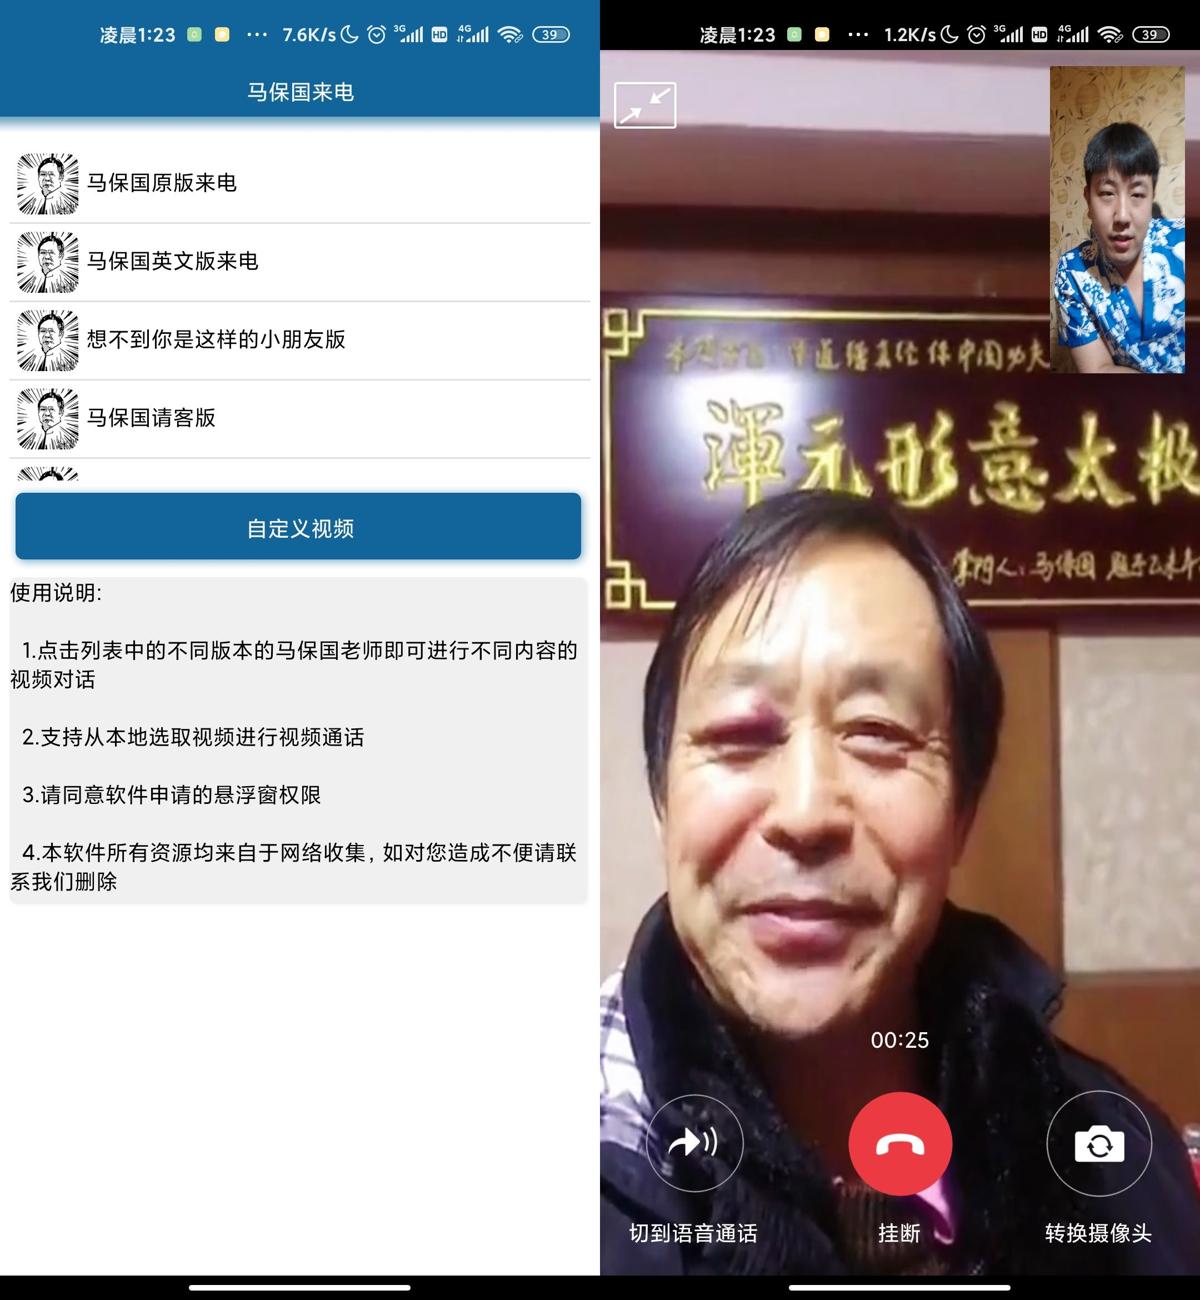 凌晨1:23 ··· 7.6K/s 3G HD 4G 39
马保国来电
马保国原版来电
马保国英文版来电
想不到你是这样的小朋友版
马保国请客版
自定义视频
使用说明:
1.点击列表中的不同版本的马保国老师即可进行不同内容的
视频对话
2.支持从本地选取视频进行视频通话
3.请同意软件申请的悬浮窗权限
4.本软件所有资源均来自于网络收集,如对您造成不便请联
系我们删除
凌晨1:23 ··· 1.2K/s 3G HD 4G 39
中国功夫
渾元形意太极
掌门人:马保国
00:25
切到语音通话
挂断
转换摄像头